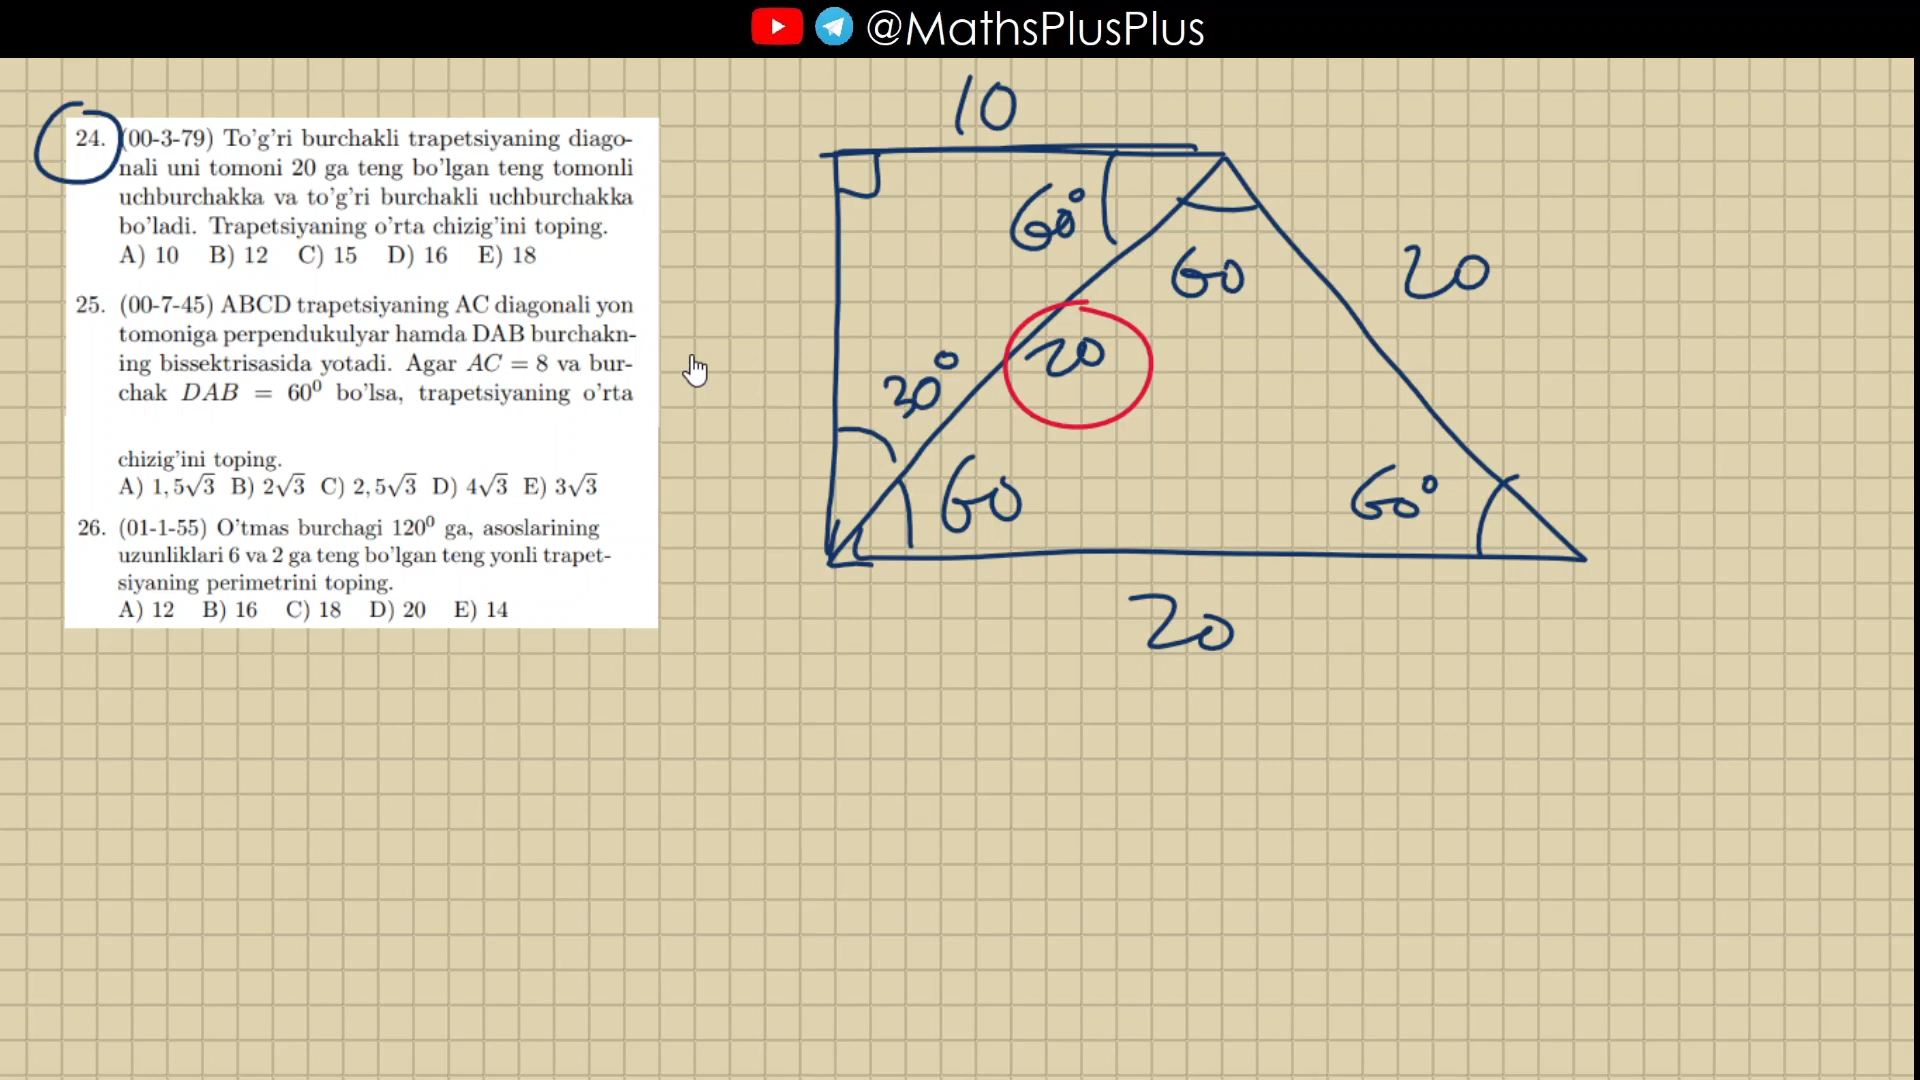 @MathsPlusPlus
24. (00-3-79) To'g'ri burchakli trapetsiyaning diago-
nali uni tomoni 20 ga teng bo'lgan teng tomonli
uchburchakka va to'g'ri burchakli uchburchakka
bo'ladi. Trapetsiyaning o'rta chizig'ini toping.
A) 10 B) 12 C) 15 D) 16 E) 18
25. (00-7-45) ABCD trapetsiyaning AC diagonali yon
tomoniga perpendukulyar hamda DAB burchakn-
ing bissektrisasida yotadi. Agar AC = 8 va bur-
chak DAB = 60⁰ bo'lsa, trapetsiyaning o'rta
chizig'ini toping.
A) 1,5√3 B) 2√3 C) 2,5√3 D) 4√3 E) 3√3
26. (01-1-55) O'tmas burchagi 120⁰ ga, asoslarining
uzunliklari 6 va 2 ga teng bo'lgan teng yonli trapet-
siyaning perimetrini toping.
A) 12 B) 16 C) 18 D) 20 E) 14
10
60°
60
20
20
30°
60
60°
20